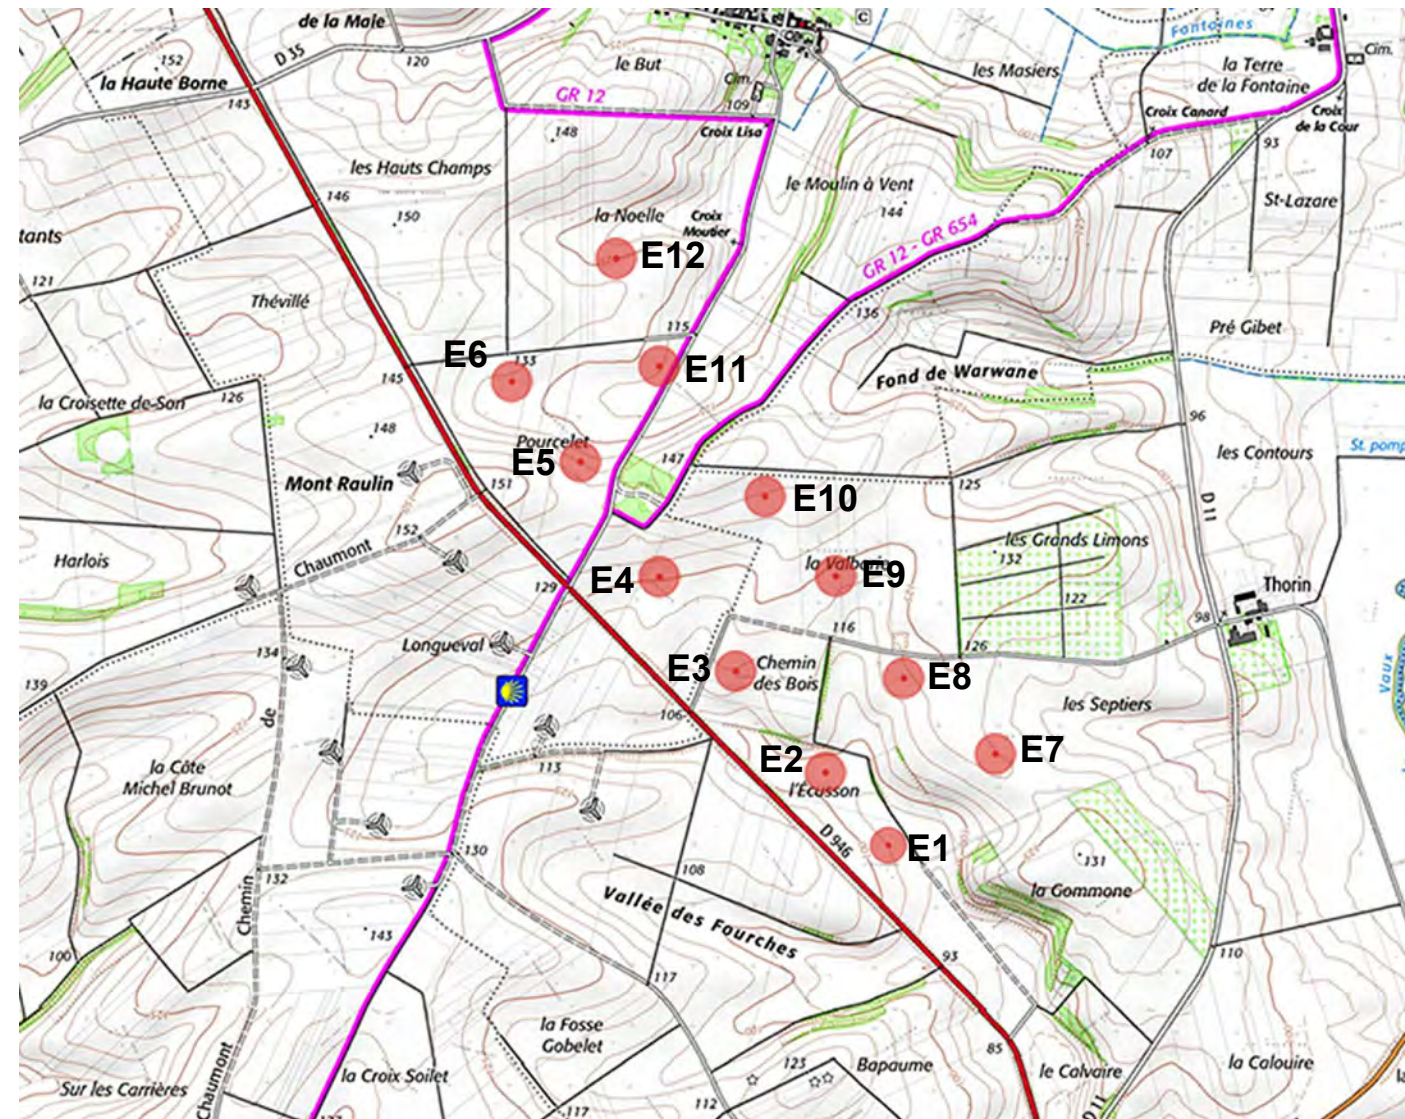 de la Maie
D 35
C
Fontaines
152
la Haute Borne
120
le But
Cim.
les Masiers
la Terre
de la Fontaine
Cim.
143
GR 12
109
Croix Lisa
Croix Canard
Croix
de la Cour
148
93
107
les Hauts Champs
le Moulin à Vent
146
150
la Noelle
Croix
Moutier
144
St-Lazare
tants
GR 12 - GR 654
E12
121
Thévillé
115
136
Pré Gibet
E6
133
E11
145
Fond de Warwane
la Croisette de Son
126
96
148
Pourcelet
E5
147
les Contours
St. pomp
Mont Raulin
151
125
D 11
E10
152
les Grands Limons
132
Harlois
Chaumont
E4
E9
129
122
Thorin
98
116
Longueval
126
134
E3
Chemin
des Bois
E8
Vaux
139
106
les Septiers
de
E7
113
E2
l'Écusson
la Côte
Michel Brunot
D 946
E1
130
131
108
132
la Gommone
Vallée des Fourches
Chemin
143
100
93
110
117
la Fosse
Gobelet
85
123
Bapaume
le Calvaire
la Calouire
Sur les Carrières
Chaumont
la Croix Soilet
117
112
D 11